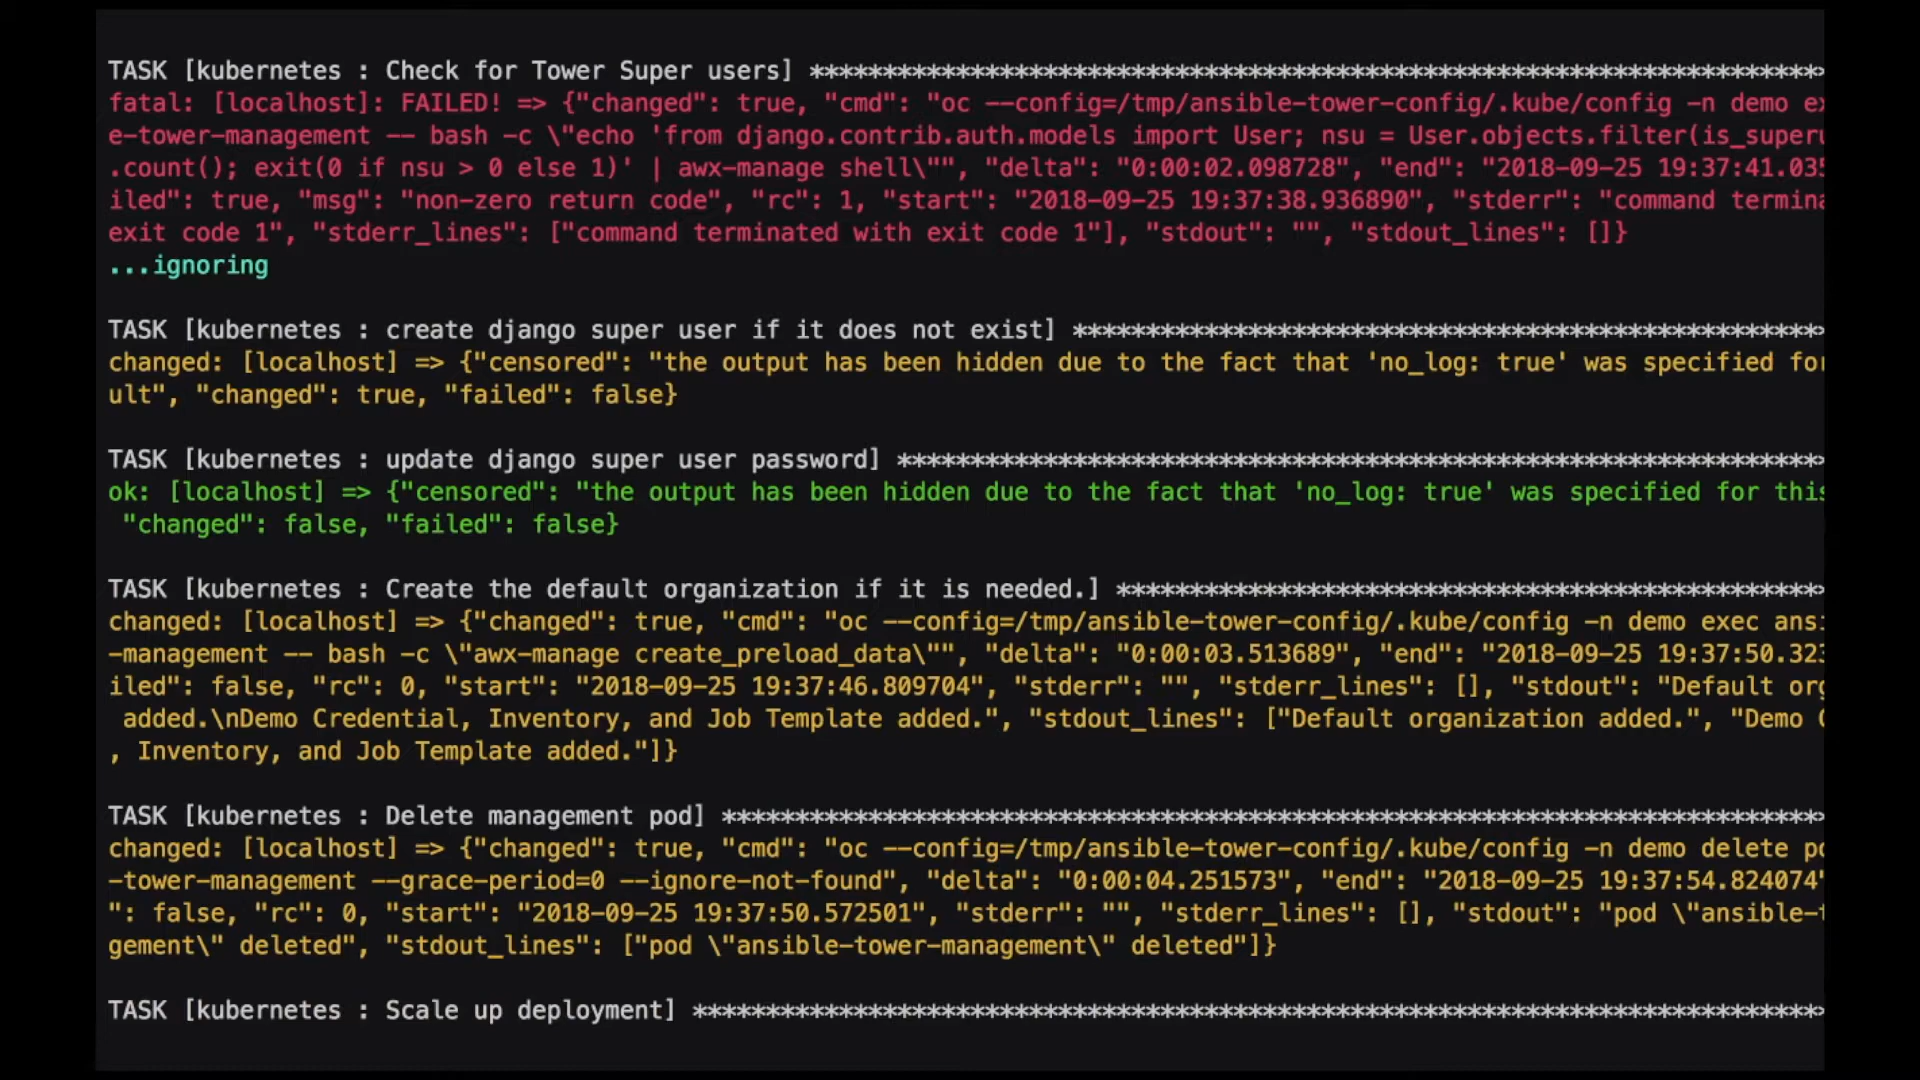 TASK [kubernetes : Check for Tower Super users] *********************************************************************
fatal: [localhost]: FAILED! => {"changed": true, "cmd": "oc --config=/tmp/ansible-tower-config/.kube/config -n demo
e-tower-management -- bash -c \"echo 'from django.contrib.auth.models import User; nsu = User.objects.filter(
.count(); exit(0 if nsu > 0 else 1)' | awx-manage shell\"", "delta": "0:00:02.098728", "end": "2018-09-25 19:37:41.035
iled": true, "msg": "non-zero return code", "rc": 1, "start": "2018-09-25 19:37:38.936890", "stderr": "command
exit code 1", "stderr_lines": ["command terminated with exit code 1"], "stdout": "", "stdout_lines": []}
...ignoring
TASK [kubernetes : create django super user if it does not exist] ***************************************************
changed: [localhost] => {"censored": "the output has been hidden due to the fact that 'no_log: true' was specified for
ult", "changed": true, "failed": false}
TASK [kubernetes : update django super user password] ***************************************************************
ok: [localhost] => {"censored": "the output has been hidden due to the fact that 'no_log: true' was specified for this
"changed": false, "failed": false}
TASK [kubernetes : Create the default organization if it is needed.] ************************************************
changed: [localhost] => {"changed": true, "cmd": "oc --config=/tmp/ansible-tower-config/.kube/config -n demo exec
-management -- bash -c \"awx-manage create_preload_data\"", "delta": "0:00:03.513689", "end": "2018-09-25 19:37:50.323
iled": false, "rc": 0, "start": "2018-09-25 19:37:46.809704", "stderr": "", "stderr_lines": [], "stdout": "Default
added.\nDemo Credential, Inventory, and Job Template added.", "stdout_lines": ["Default organization added.", "Demo
, Inventory, and Job Template added."]}
TASK [kubernetes : Delete management pod] ***************************************************************************
changed: [localhost] => {"changed": true, "cmd": "oc --config=/tmp/ansible-tower-config/.kube/config -n demo delete
-tower-management --grace-period=0 --ignore-not-found", "delta": "0:00:04.251573", "end": "2018-09-25 19:37:54.824074"
": false, "rc": 0, "start": "2018-09-25 19:37:50.572501", "stderr": "", "stderr_lines": [], "stdout": "pod \"ansible-
gement\" deleted", "stdout_lines": ["pod \"ansible-tower-management\" deleted"]}
TASK [kubernetes : Scale up deployment] *****************************************************************************